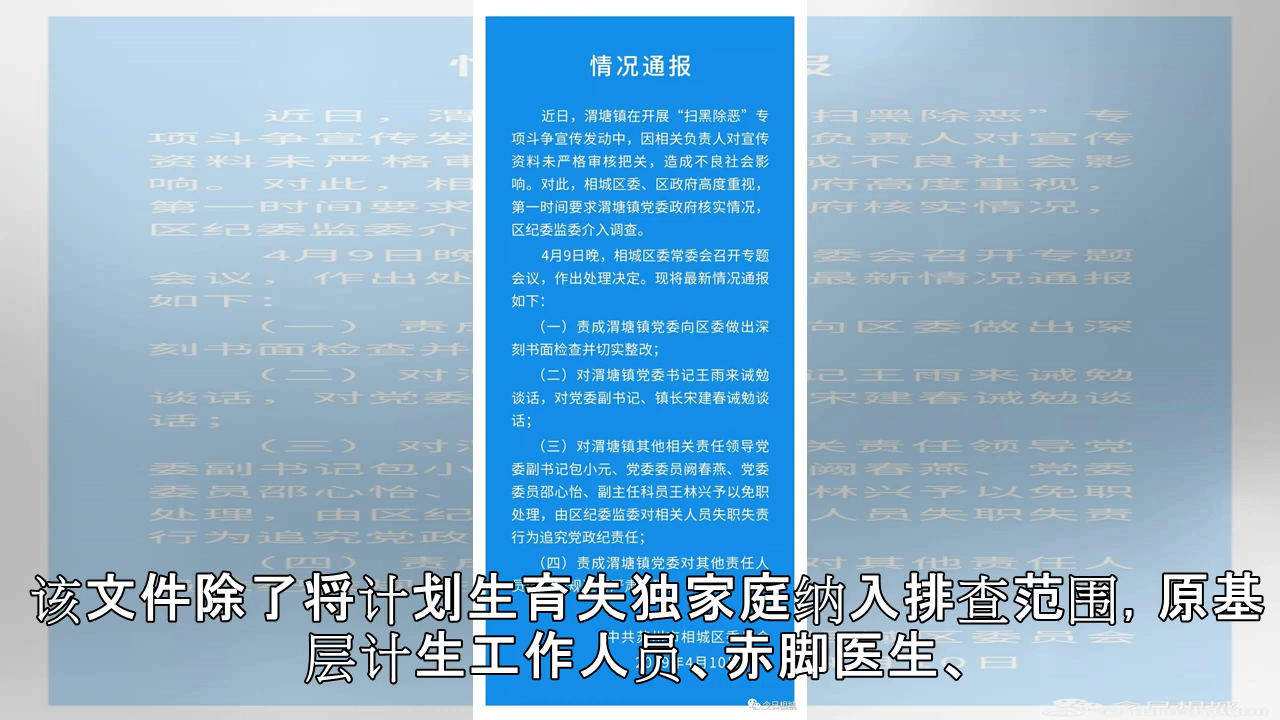 情况通报
近日，渭塘镇在开展“扫黑除恶”专
项斗争宣传发动中，因相关负责人对宣传
资料未严格审核把关，造成不良社会影
响。对此，相城区委、区政府高度重视，
第一时间要求渭塘镇党委政府核实情况，
区纪委监委介入调查。
4月9日晚，相城区委常委会召开专题
会议，作出处理决定。现将最新情况通报
如下：
（一）责成渭塘镇党委向区委做出深
刻书面检查并切实整改；
（二）对渭塘镇党委书记王雨来诫勉
谈话，对党委副书记、镇长宋建春诫勉谈
话；
（三）对渭塘镇其他相关责任领导党
委副书记包小元、党委委员阙春燕、党委
委员邵心怡、副主任科员王林兴予以免职
处理，由区纪委监委对相关人员失职失责
行为追究党政纪责任；
（四）责成渭塘镇党委对其他责任人
该文件除了将计划生育失独家庭纳入排查范围，原基
层计生工作人员、赤脚医生、
今日相城